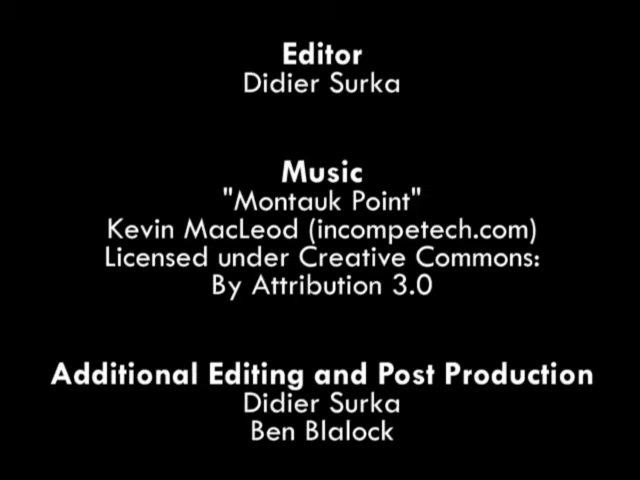 Editor
Didier Surka
Music
"Montauk Point"
Kevin MacLeod (incompetech.com)
Licensed under Creative Commons:
By Attribution 3.0
Additional Editing and Post Production
Didier Surka
Ben Blalock